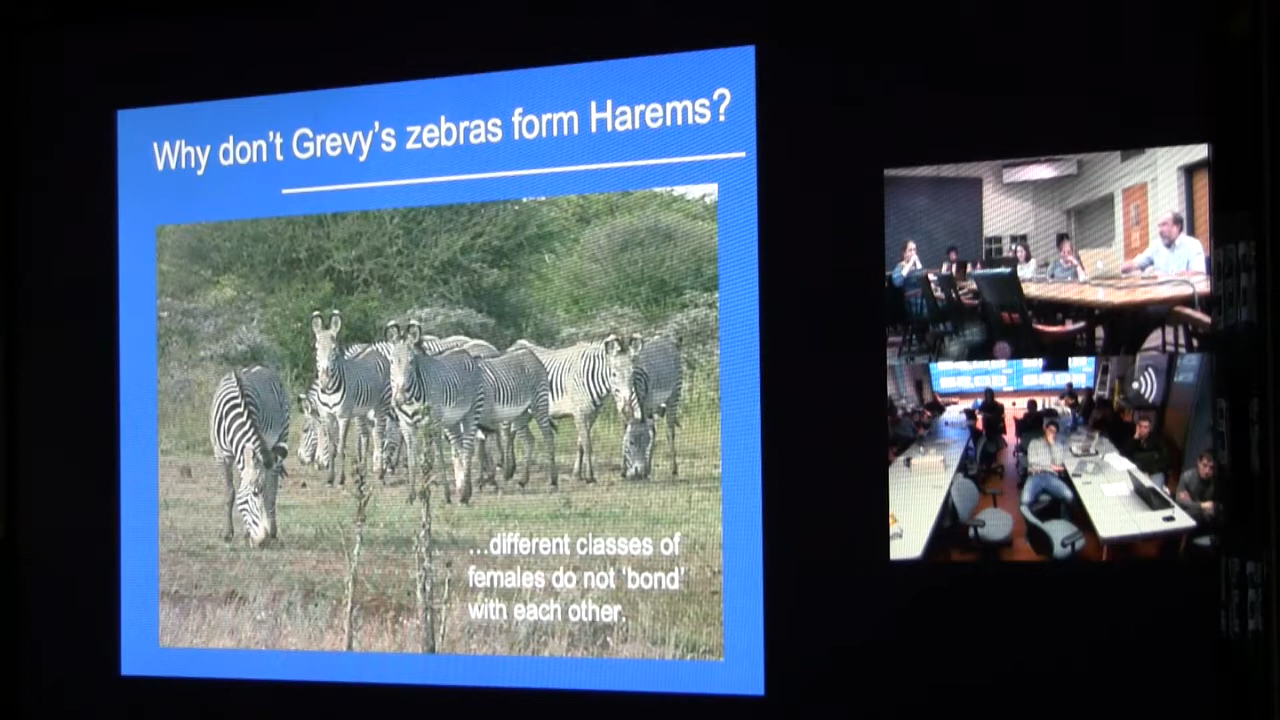 Why don't Grevy's zebras form Harems?
...different classes of
females do not 'bond'
with each other.